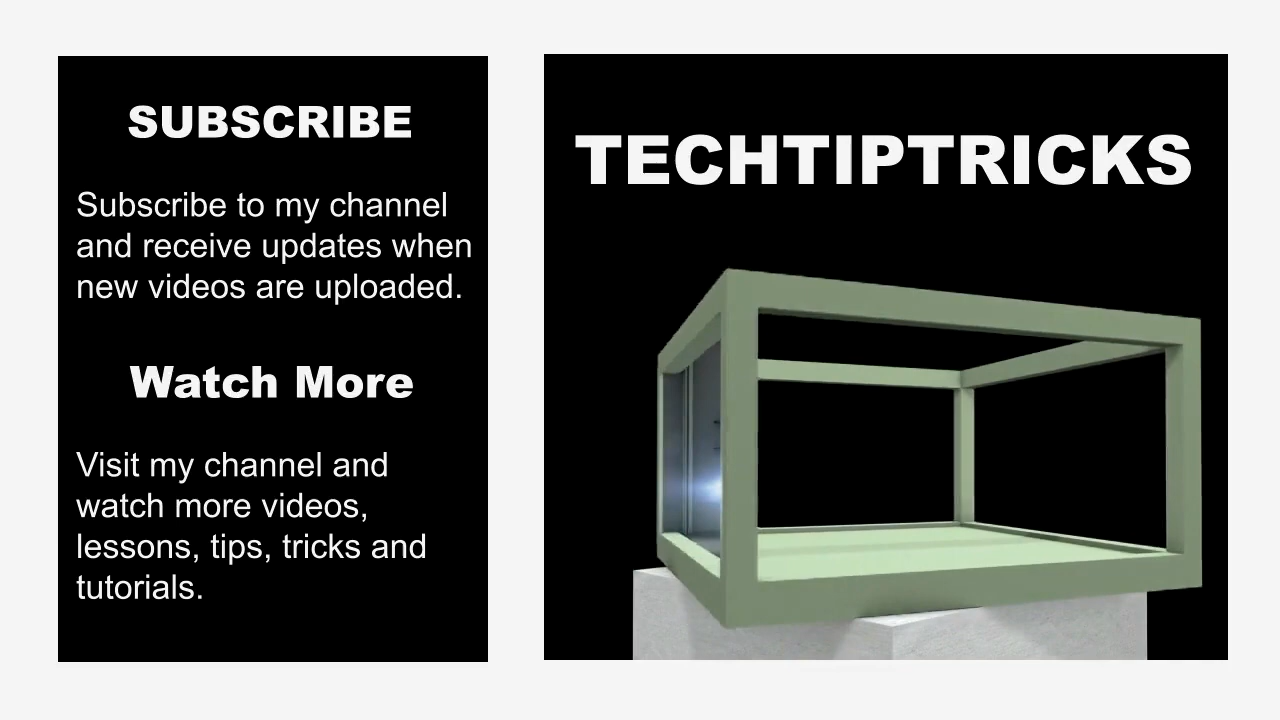 SUBSCRIBE
Subscribe to my channel
and receive updates when
new videos are uploaded.
Watch More
Visit my channel and
watch more videos,
lessons, tips, tricks and
tutorials.
TECHTIPTRICKS